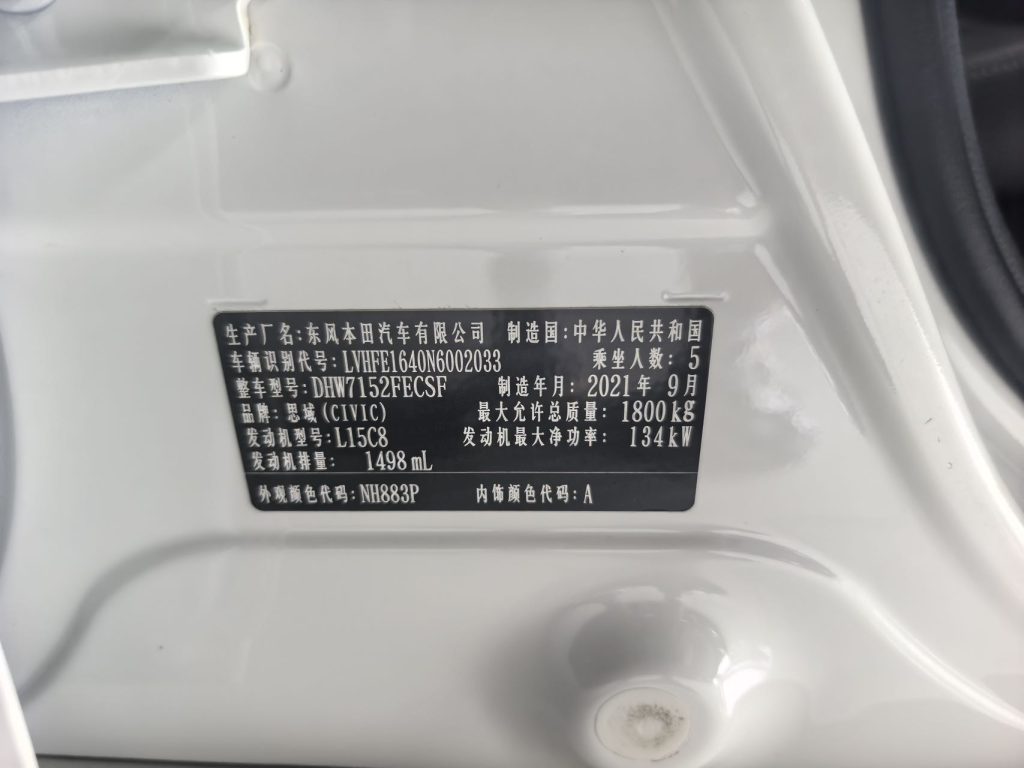 生产厂名:东风本田汽车有限公司 制造国:中华人民共和国
车辆识别代号:LVHFE1640N6002033 乘坐人数:5
整车型号:DHW7152FECSF 制造年月:2021年 9月
品牌:思域(CIVIC) 最大允许总质量:1800kg
发动机型号:L15C8 发动机最大净功率:134kW
发动机排量:1498mL
外观颜色代码:NH883P 内饰颜色代码:A